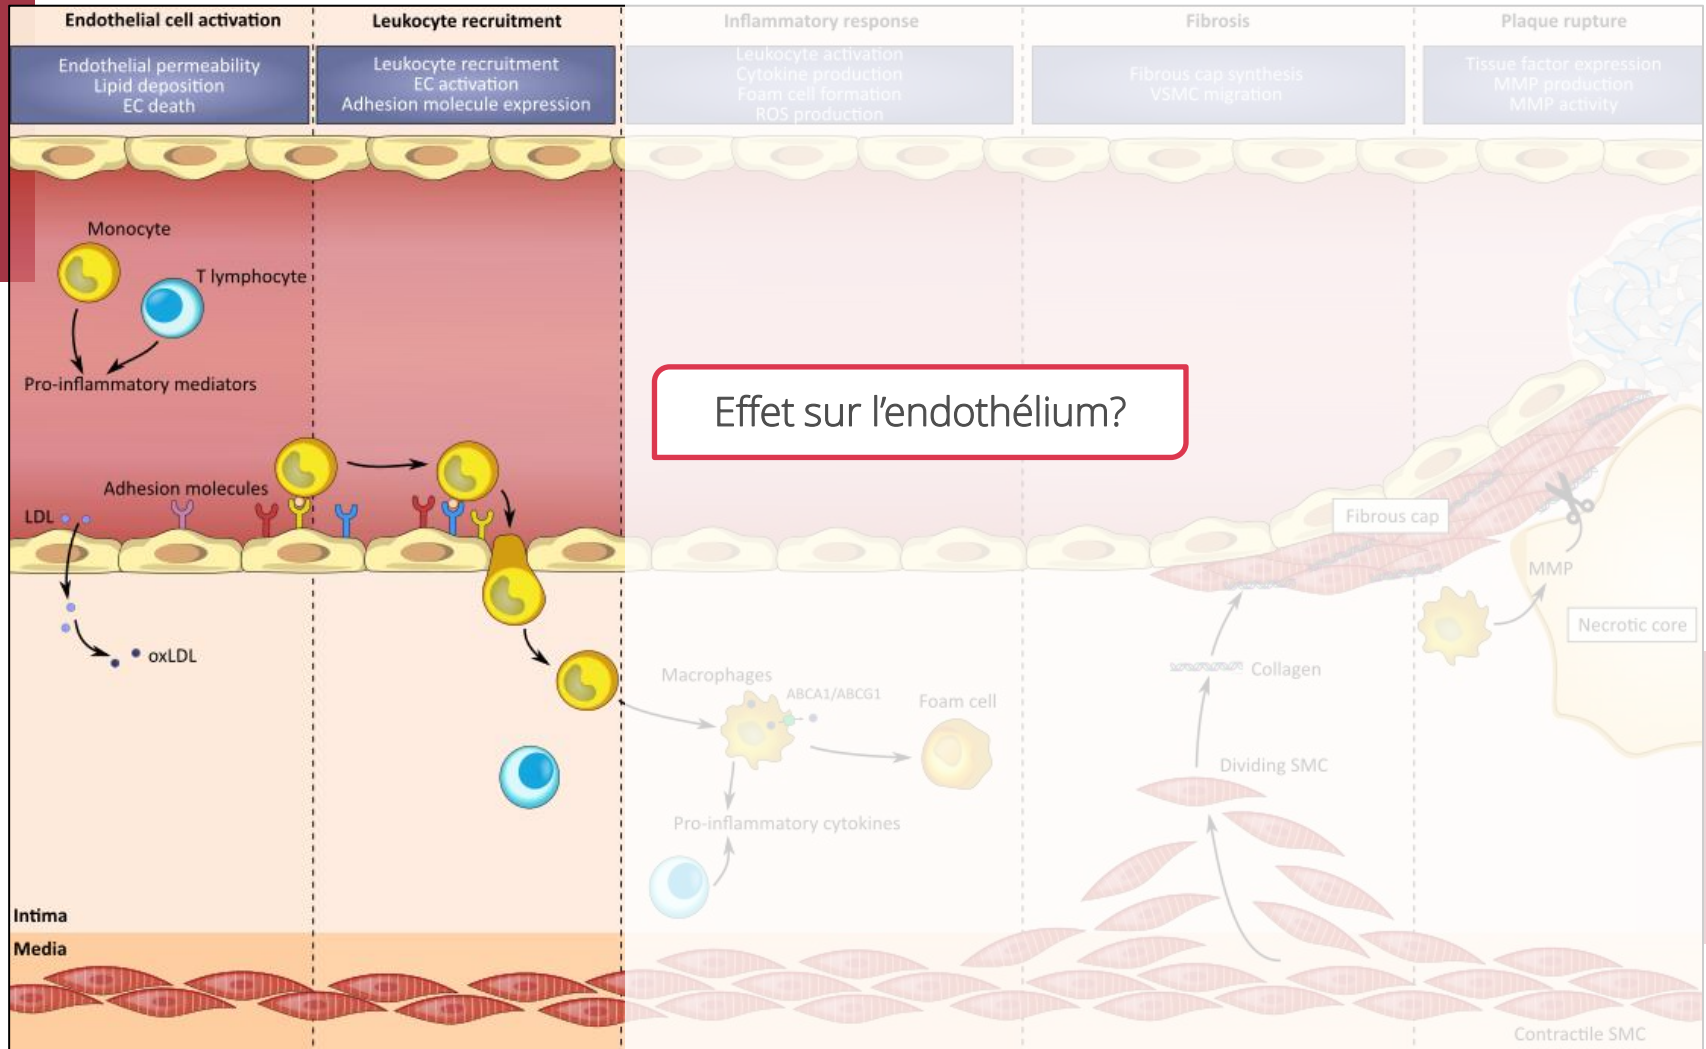 Endothelial cell activation
Leukocyte recruitment
Inflammatory response
Fibrosis
Plaque rupture
Endothelial permeability
Lipid deposition
EC death
Leukocyte recruitment
EC activation
Adhesion molecule expression
Leukocyte activation
Cytokine production
Foam cell formation
ROS production
Fibrous cap synthesis
VSMC migration
Tissue factor expression
MMP production
MMP activity
Monocyte
T lymphocyte
Pro-inflammatory mediators
Effet sur l’endothélium?
Adhesion molecules
LDL
Fibrous cap
MMP
Necrotic core
oxLDL
Collagen
Macrophages
ABCA1/ABCG1
Foam cell
Dividing SMC
Pro-inflammatory cytokines
Intima
Media
Contractile SMC